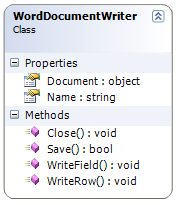 WordDocumentWriter
Class
Properties
Document : object
Name : string
Methods
Close() : void
Save() : bool
WriteField() : void
WriteRow() : void